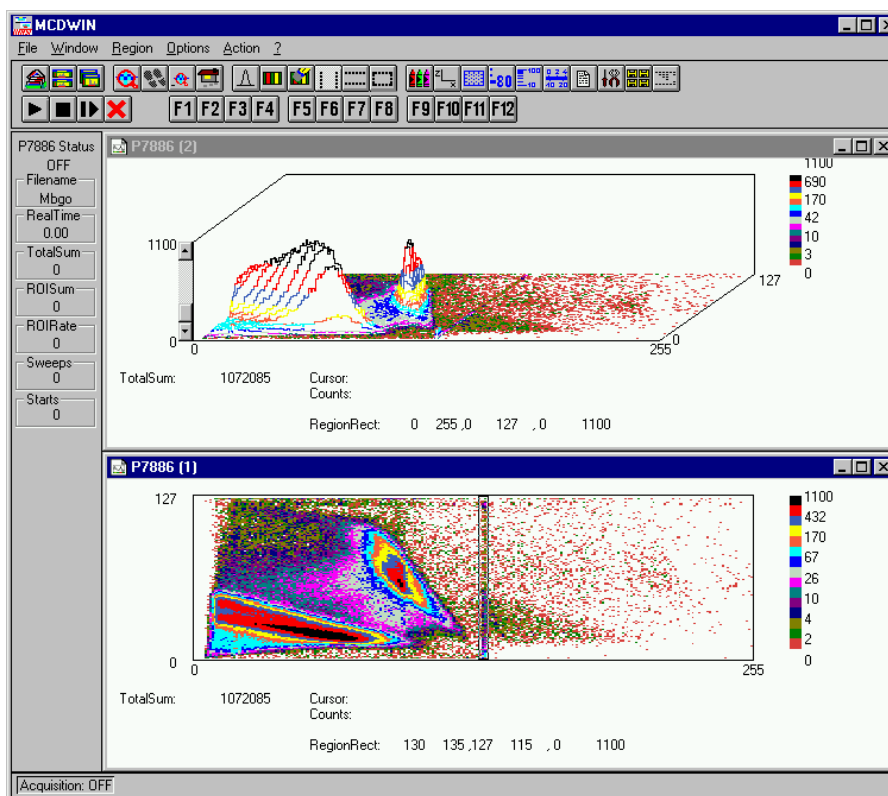 MCDWIN
File Window Region Options Action ?
F1 F2 F3 F4 F5 F6 F7 F8 F9 F10 F11 F12
P7886 Status
OFF
Filename
Mbgo
RealTime
0.00
TotalSum
0
ROISum
0
ROIRate
0
Sweeps
0
Starts
0
P7886 (2)
1100
690
170
42
10
3
0
1100
0
0
255
0
127
TotalSum: 1072085 Cursor:
Counts:
RegionRect: 0 255 ,0 127 ,0 1100
P7886 (1)
127
0
0
255
1100
432
170
67
26
10
4
2
0
TotalSum: 1072085 Cursor:
Counts:
RegionRect: 130 135 ,127 115 ,0 1100
Acquisition: OFF